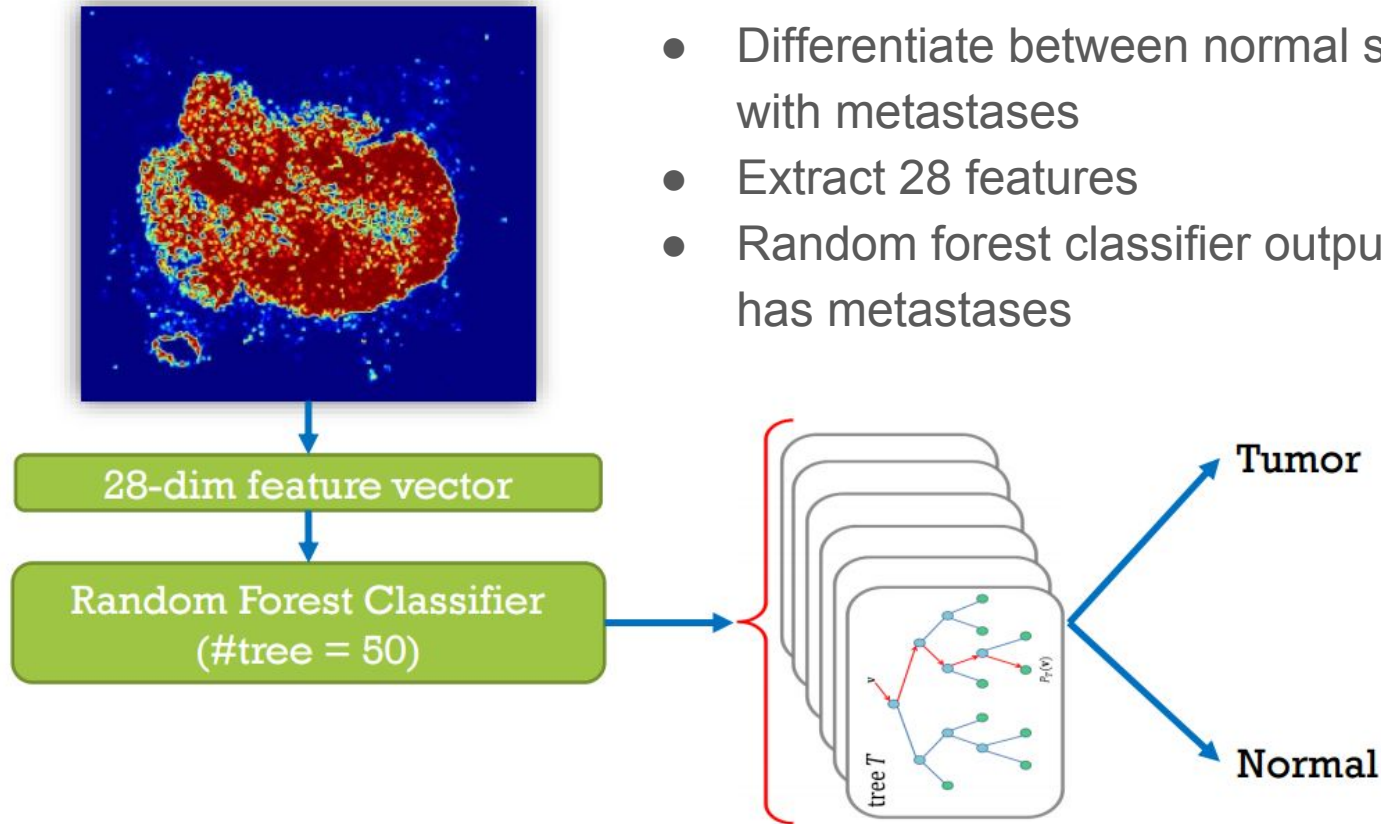 ● Differentiate between normal s
with metastases
● Extract 28 features
● Random forest classifier outpu
has metastases
28-dim feature vector
Random Forest Classifier
(#tree = 50)
v
P_T(v)
tree T
Tumor
Normal